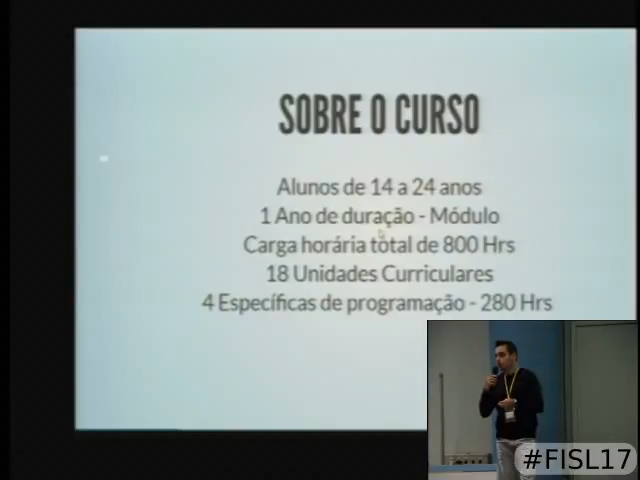 SOBRE O CURSO
Alunos de 14 a 24 anos
1 Ano de duração - Módulo
Carga horária total de 800 Hrs
18 Unidades Curriculares
4 Específicas de programação - 280 Hrs
#FISL17